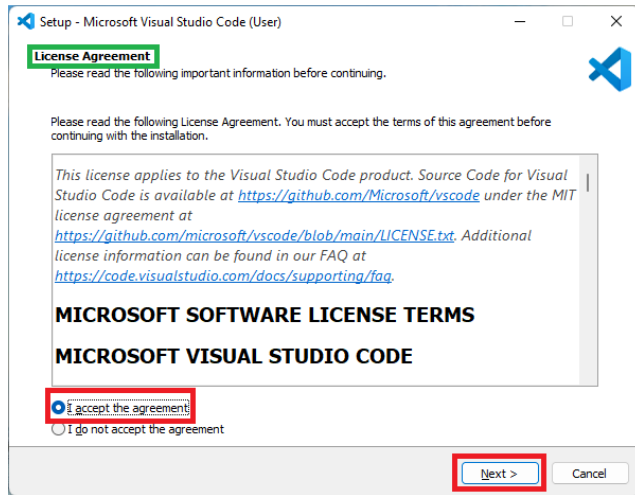 Setup - Microsoft Visual Studio Code (User)
License Agreement
Please read the following important information before continuing.
Please read the following License Agreement. You must accept the terms of this agreement before
continuing with the installation.
This license applies to the Visual Studio Code product. Source Code for Visual
Studio Code is available at https://github.com/Microsoft/vscode under the MIT
license agreement at
https://github.com/microsoft/vscode/blob/main/LICENSE.txt. Additional
license information can be found in our FAQ at
https://code.visualstudio.com/docs/supporting/faq.
MICROSOFT SOFTWARE LICENSE TERMS
MICROSOFT VISUAL STUDIO CODE
I accept the agreement
I do not accept the agreement
Next >
Cancel